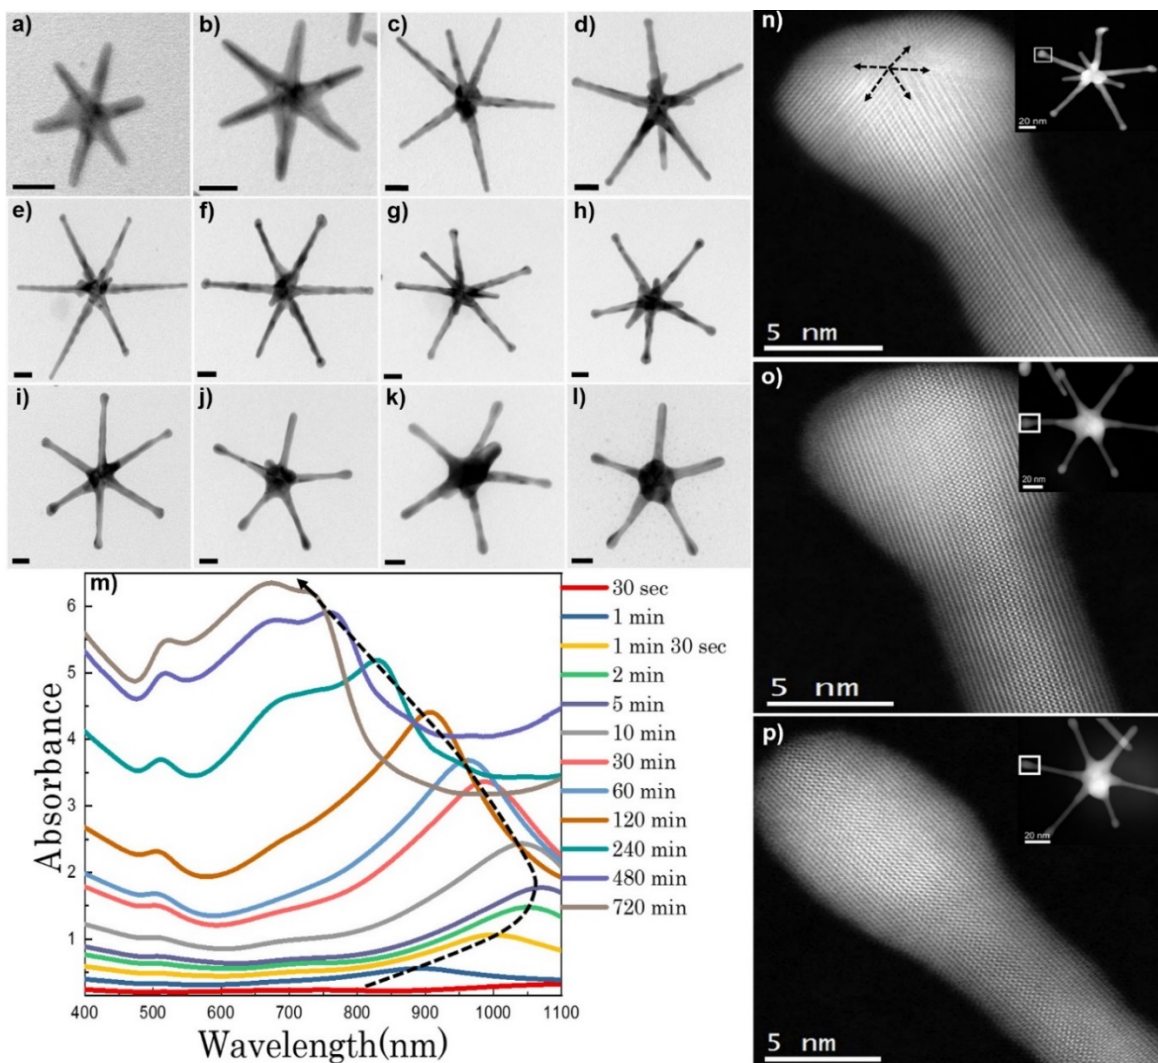 a)
b)
c)
d)
e)
f)
g)
h)
i)
j)
k)
l)
m)
Absorbance
6
5
4
3
2
1
400 500 600 700 800 900 1000 1100
Wavelength(nm)
30 sec
1 min
1 min 30 sec
2 min
5 min
10 min
30 min
60 min
120 min
240 min
480 min
720 min
n)
20 nm
5 nm
o)
20 nm
5 nm
p)
20 nm
5 nm